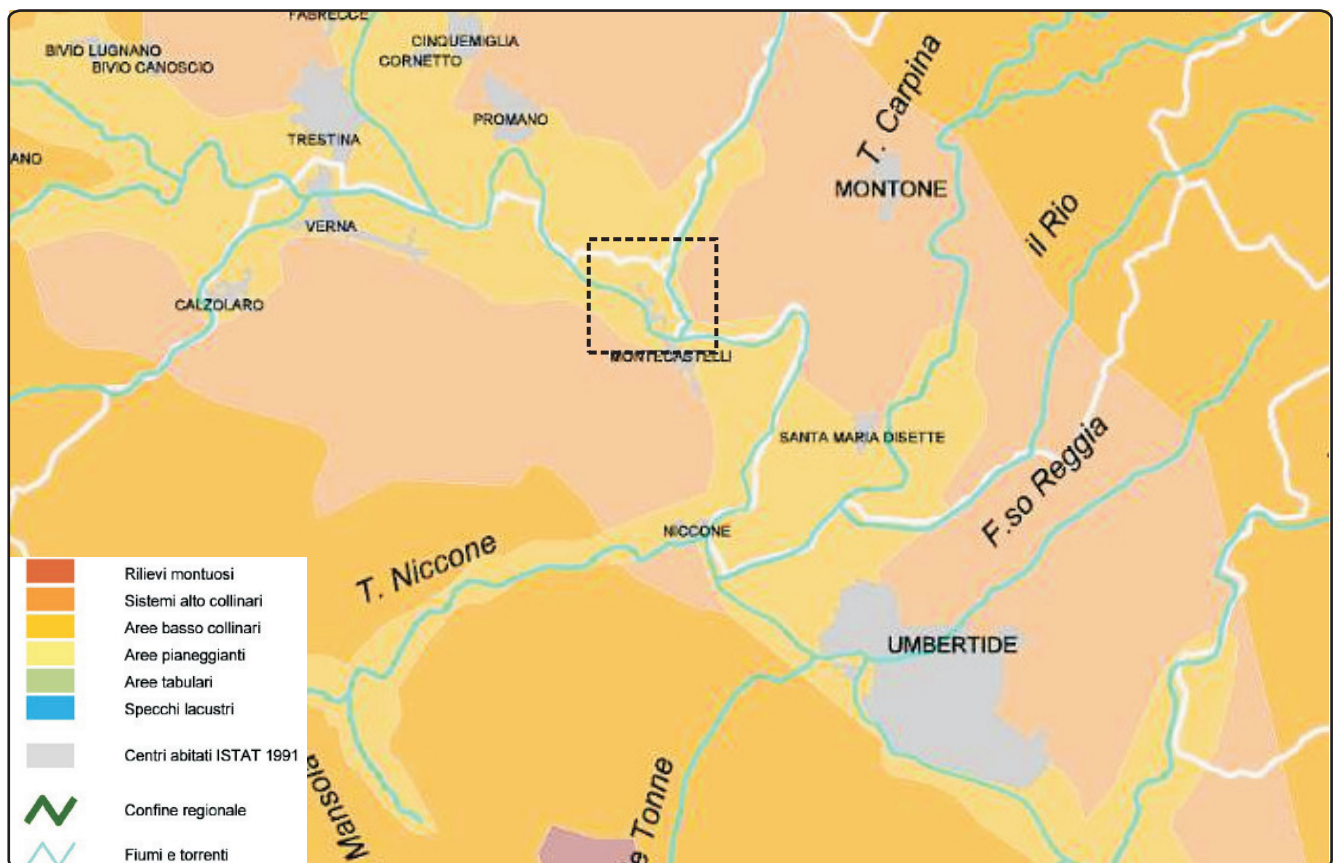 FABRECCE
CINQUEMIGLIA
CORNETTO
BIVIO LUGNANO
BIVIO CANOSCIO
PROMANO
TRESTINA
ANO
T. Carpina
MONTONE
VERNA
il Rio
CALZOLARO
MONTECASTELLI
SANTA MARIA DISETTE
F.so Reggia
NICCONE
T. Niccone
UMBERTIDE
Mansola
e Tonne
Rilievi montuosi
Sistemi alto collinari
Aree basso collinari
Aree pianeggianti
Aree tabulari
Specchi lacustri
Centri abitati ISTAT 1991
Confine regionale
Fiumi e torrenti